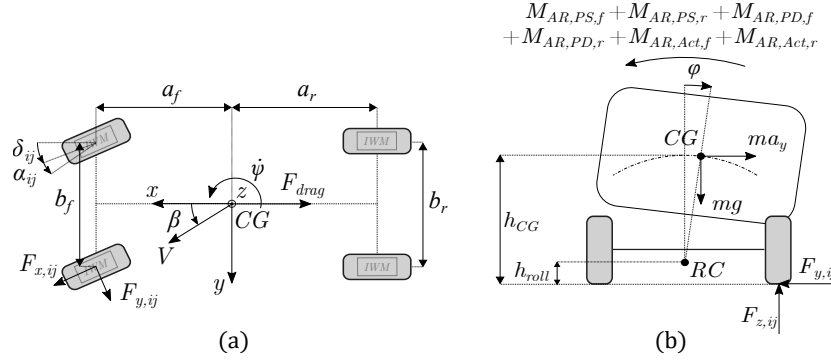 M_{AR,PS,f} + M_{AR,PS,r} + M_{AR,PD,f}
+ M_{AR,PD,r} + M_{AR,Act,f} + M_{AR,Act,r}
a_f
a_r
φ
IWM
IWM
δ_{ij}
α_{ij}
CG
ma_y
b_f
ψ̇
F_{drag}
x
z
b_r
β
CG
mg
h_{CG}
V
F_{x,ij}
IWM
IWM
h_{roll}
RC
F_{y,ij}
F_{y,ij}
y
F_{z,ij}
(a)
(b)